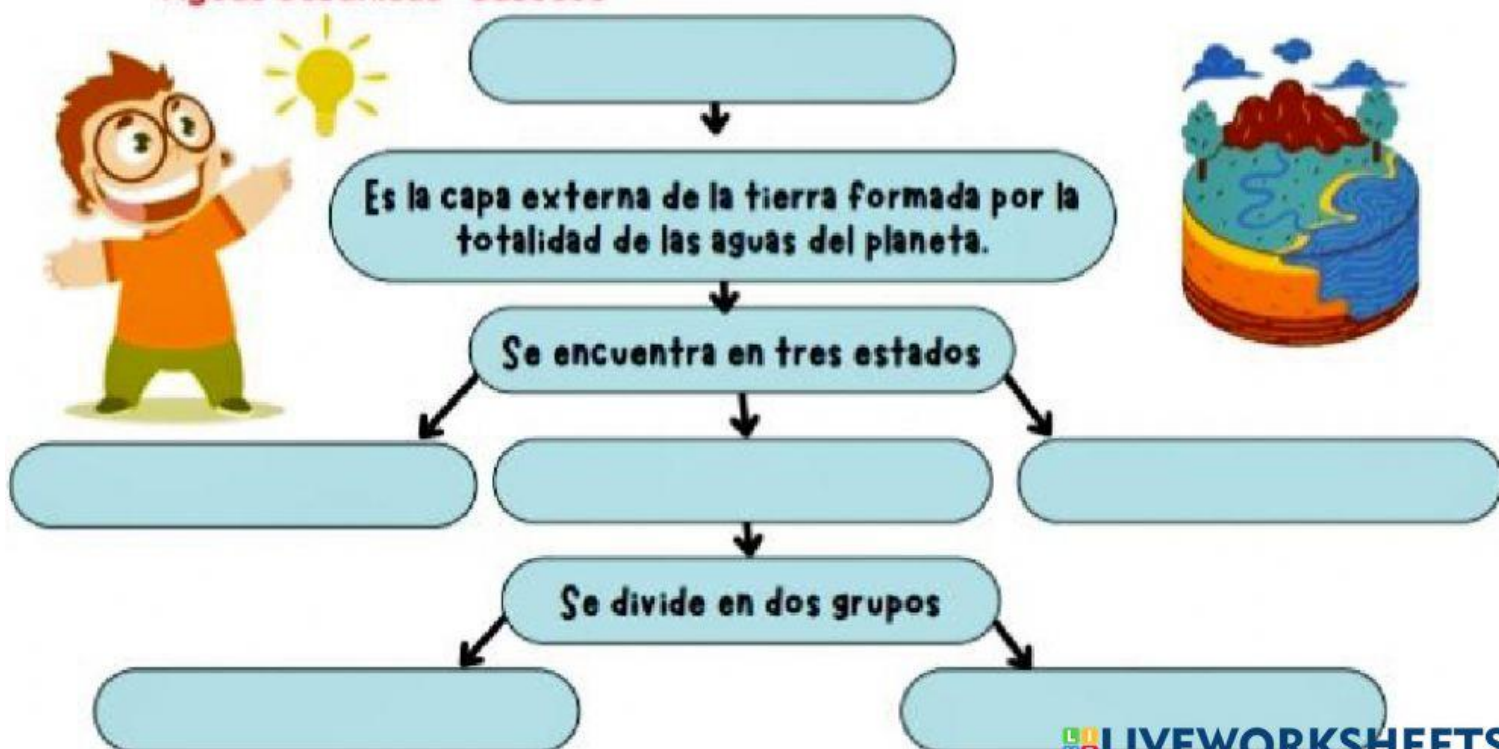 Es la capa externa de la tierra formada por la
totalidad de las aguas del planeta.
Se encuentra en tres estados
Se divide en dos grupos
LIVEWORKSHEETS